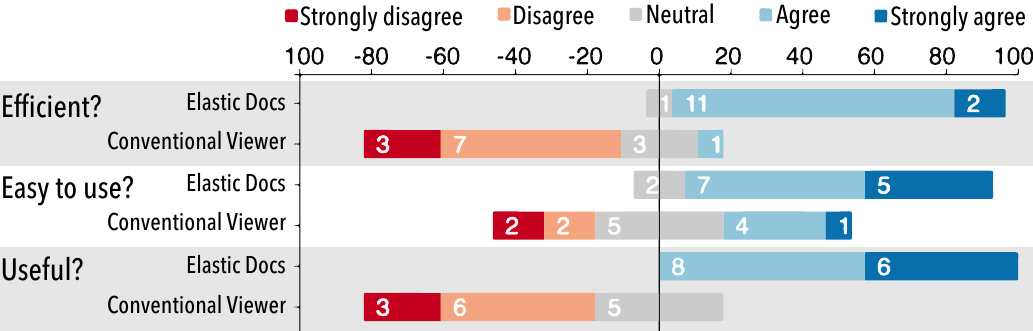 Strongly disagree Disagree Neutral Agree Strongly agree
100 -80 -60 -40 -20 0 20 40 60 80 100
Efficient? Elastic Docs 1 11 2
Conventional Viewer 3 7 3 1
Easy to use? Elastic Docs 2 7 5
Conventional Viewer 2 2 5 4 1
Useful? Elastic Docs 8 6
Conventional Viewer 3 6 5